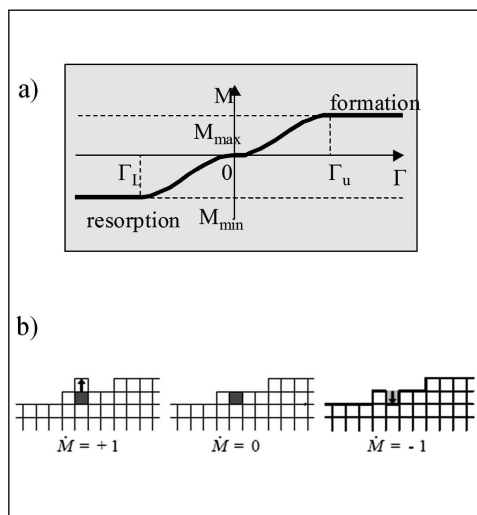 a)
M
formation
M_max
Γ_L
0
Γ_u
Γ
resorption
M_min
b)
Ṁ = + 1
Ṁ = 0
Ṁ = - 1